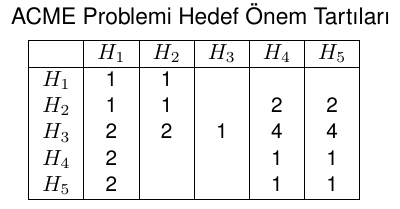 ACME Problemi Hedef Önem Tartıları
H1 H2 H3 H4 H5
H1 1 1
H2 1 1 2 2
H3 2 2 1 4 4
H4 2 1 1
H5 2 1 1